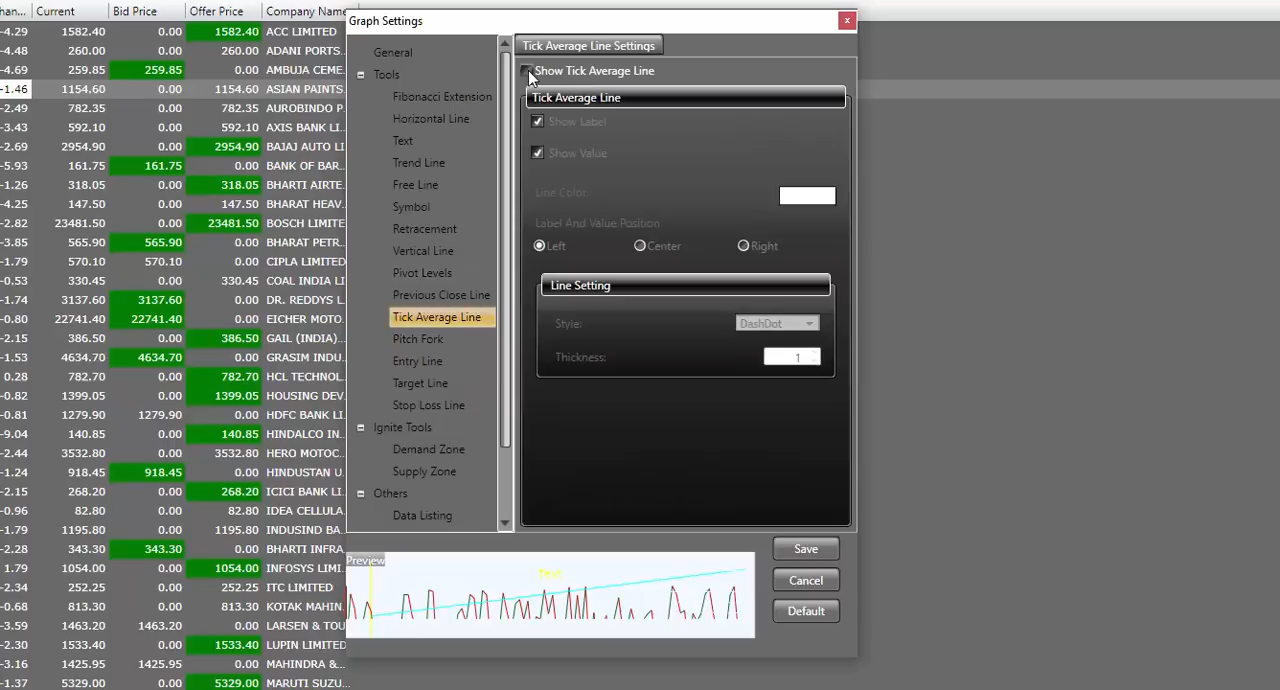 han... Current Bid Price Offer Price Company Name
-4.29 1582.40 0.00 1582.40 ACC LIMITED
-4.48 260.00 0.00 260.00 ADANI PORTS...
-4.69 259.85 259.85 0.00 AMBUJA CEME...
-1.46 1154.60 0.00 1154.60 ASIAN PAINTS...
-2.49 782.35 0.00 782.35 AUROBINDO P...
-3.43 592.10 0.00 592.10 AXIS BANK LI...
-2.69 2954.90 0.00 2954.90 BAJAJ AUTO LI
-5.93 161.75 161.75 0.00 BANK OF BAR...
-1.26 318.05 0.00 318.05 BHARTI AIRTE...
-4.25 147.50 0.00 147.50 BHARAT HEAV...
-2.82 23481.50 0.00 23481.50 BOSCH LIMITE...
-3.85 565.90 565.90 0.00 BHARAT PETR...
-1.79 570.10 570.10 0.00 CIPLA LIMITED
-0.53 330.45 0.00 330.45 COAL INDIA LI
-1.74 3137.60 3137.60 0.00 DR. REDDYS L...
-0.80 22741.40 22741.40 0.00 EICHER MOTO...
-2.15 386.50 0.00 386.50 GAIL (INDIA)...
-1.53 4634.70 4634.70 0.00 GRASIM INDU...
0.28 782.70 0.00 782.70 HCL TECHNOL...
-0.82 1399.05 0.00 1399.05 HOUSING DEV...
-0.81 1279.90 1279.90 0.00 HDFC BANK LI...
-9.04 140.85 0.00 140.85 HINDALCO IN...
-2.44 3532.80 0.00 3532.80 HERO MOTOC...
-1.24 918.45 918.45 0.00 HINDUSTAN U...
-2.15 268.20 0.00 268.20 ICICI BANK LI...
-0.96 82.80 0.00 82.80 IDEA CELLULA...
-1.79 1195.80 0.00 1195.80 INDUSIND BA...
-2.28 343.30 343.30 0.00 BHARTI INFRA...
1.79 1054.00 0.00 1054.00 INFOSYS LIMI...
-2.34 252.25 0.00 252.25 ITC LIMITED
-0.68 813.30 0.00 813.30 KOTAK MAHIN...
-3.59 1463.20 1463.20 0.00 LARSEN & TOU
-2.30 1533.40 0.00 1533.40 LUPIN LIMITED
-3.16 1425.95 1425.95 0.00 MAHINDRA &...
-1.37 5329.00 0.00 5329.00 MARUTI SUZU...
Graph Settings
x
General
Tools
Fibonacci Extension
Horizontal Line
Text
Trend Line
Free Line
Symbol
Retracement
Vertical Line
Pivot Levels
Previous Close Line
Tick Average Line
Pitch Fork
Entry Line
Target Line
Stop Loss Line
Ignite Tools
Demand Zone
Supply Zone
Others
Data Listing
Tick Average Line Settings
Show Tick Average Line
Tick Average Line
Show Label
Show Value
Line Color
Label And Value Position
Left Center Right
Line Setting
Style: DashDot
Thickness: 1
Preview
Text
Save
Cancel
Default